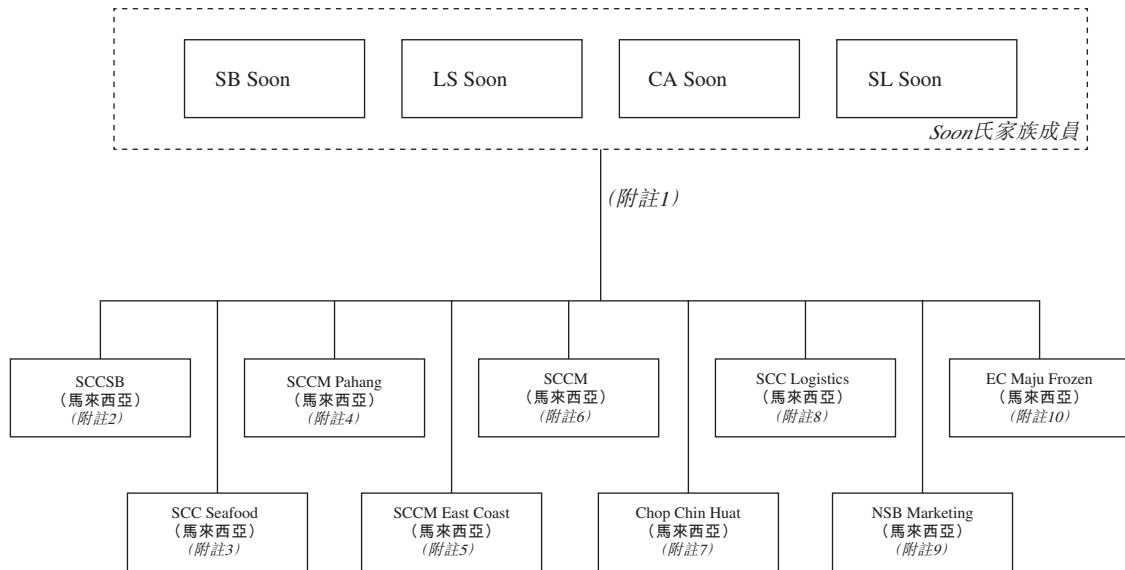 SB Soon
LS Soon
CA Soon
SL Soon
Soon氏家族成員
(附註1)
SCCSB
(馬來西亞)
(附註2)
SCCM Pahang
(馬來西亞)
(附註4)
SCCM
(馬來西亞)
(附註6)
SCC Logistics
(馬來西亞)
(附註8)
EC Maju Frozen
(馬來西亞)
(附註10)
SCC Seafood
(馬來西亞)
(附註3)
SCCM East Coast
(馬來西亞)
(附註5)
Chop Chin Huat
(馬來西亞)
(附註7)
NSB Marketing
(馬來西亞)
(附註9)